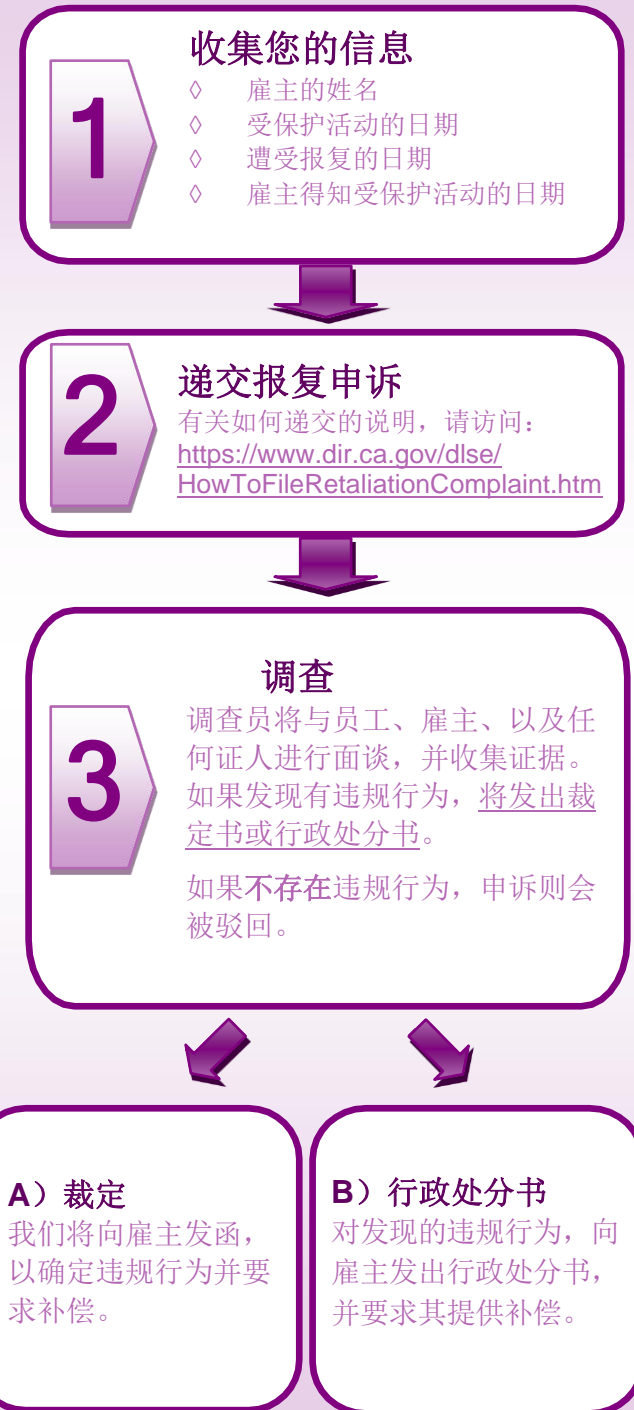 1
收集您的信息
◊ 雇主的姓名
◊ 受保护活动的日期
◊ 遭受报复的日期
◊ 雇主得知受保护活动的日期
2
递交报复申诉
有关如何递交的说明，请访问：
https://www.dir.ca.gov/dlse/
HowToFileRetaliationComplaint.htm
3
调查
调查员将与员工、雇主、以及任
何证人进行面谈，并收集证据。
如果发现有违规行为，将发出裁
定书或行政处分书。
如果不存在违规行为，申诉则会
被驳回。
A）裁定
我们将向雇主发函，
以确定违规行为并要
求补偿。
B）行政处分书
对发现的违规行为，向
雇主发出行政处分书，
并要求其提供补偿。